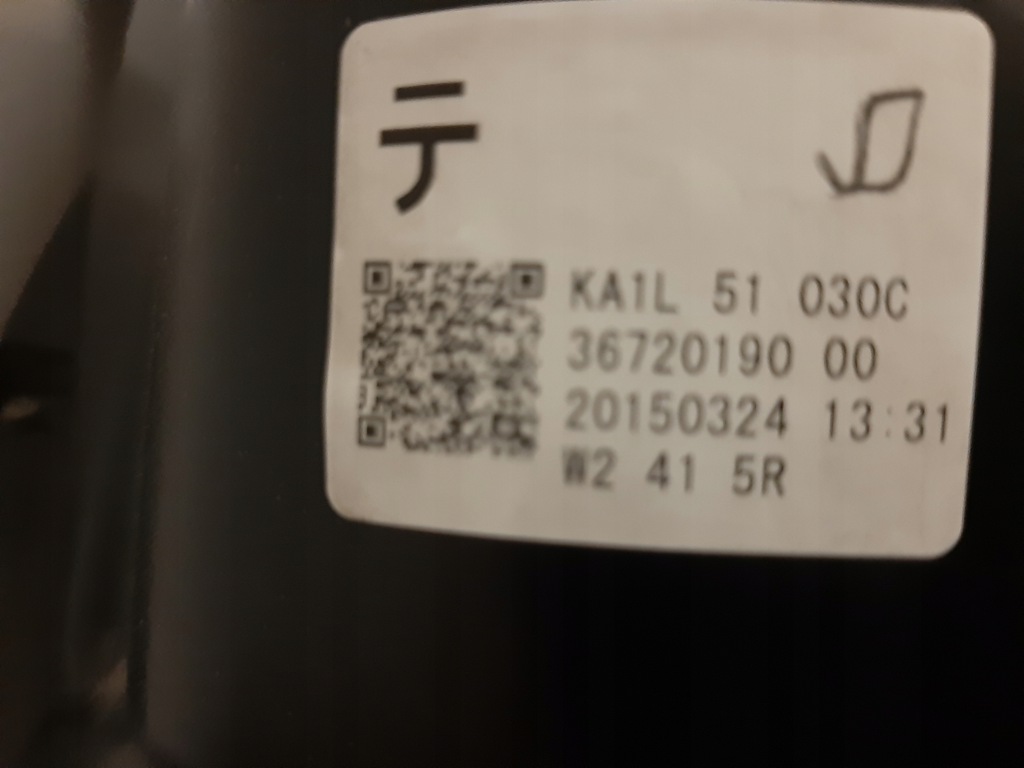 テ
KA1L 51 030C
36720190 00
20150324 13:31
W2 41 5R